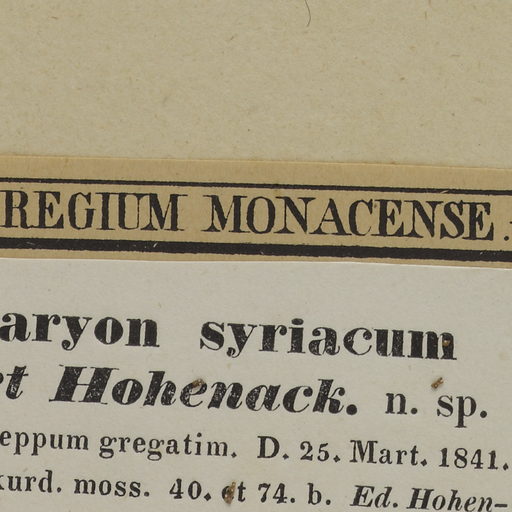 REGIUM MONACENSE.
aryon syriacum
t Hohenack. n. sp.
eppum gregatim. D. 25. Mart. 1841.
kurd. moss. 40. et 74. b. Ed. Hohen-